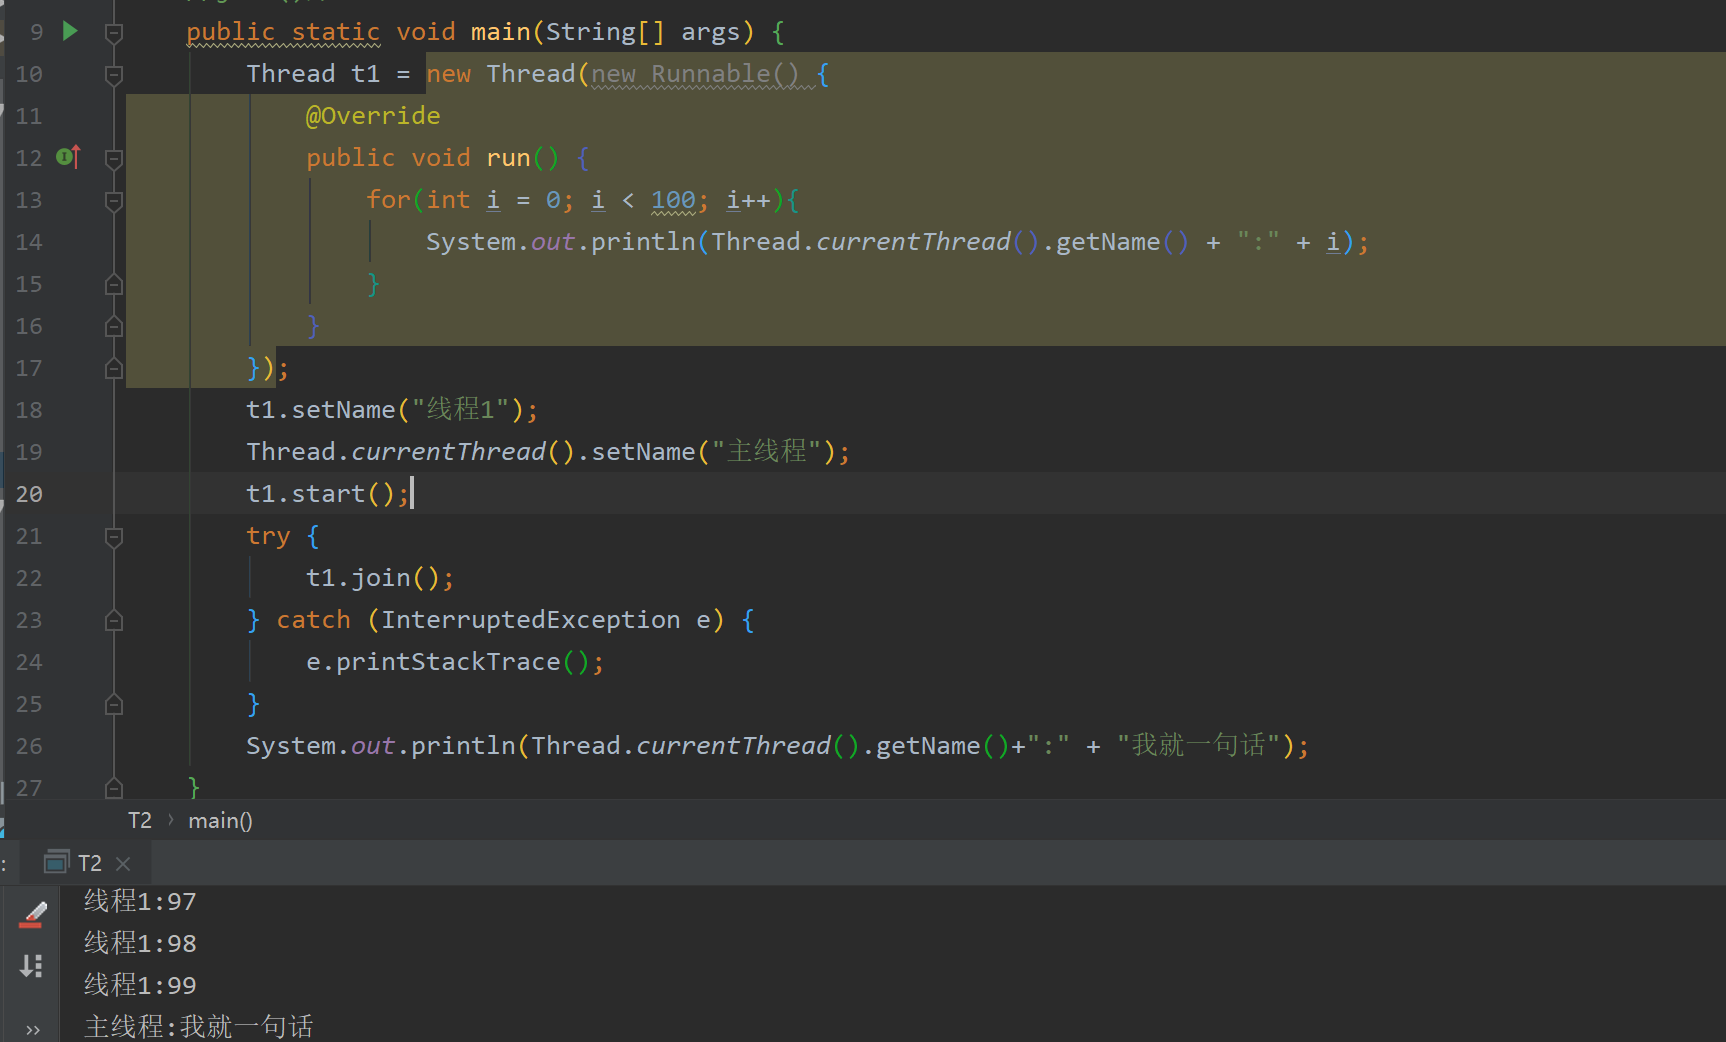 9 public static void main(String[] args) {
10 Thread t1 = new Thread(new Runnable() {
11 @Override
12 public void run() {
13 for(int i = 0; i < 100; i++){
14 System.out.println(Thread.currentThread().getName() + ":" + i);
15 }
16 }
17 });
18 t1.setName("线程1");
19 Thread.currentThread().setName("主线程");
20 t1.start();
21 try {
22 t1.join();
23 } catch (InterruptedException e) {
24 e.printStackTrace();
25 }
26 System.out.println(Thread.currentThread().getName()+":" + "我就一句话");
27 }
T2 › main()
: T2 ×
线程1:97
线程1:98
线程1:99
主线程:我就一句话